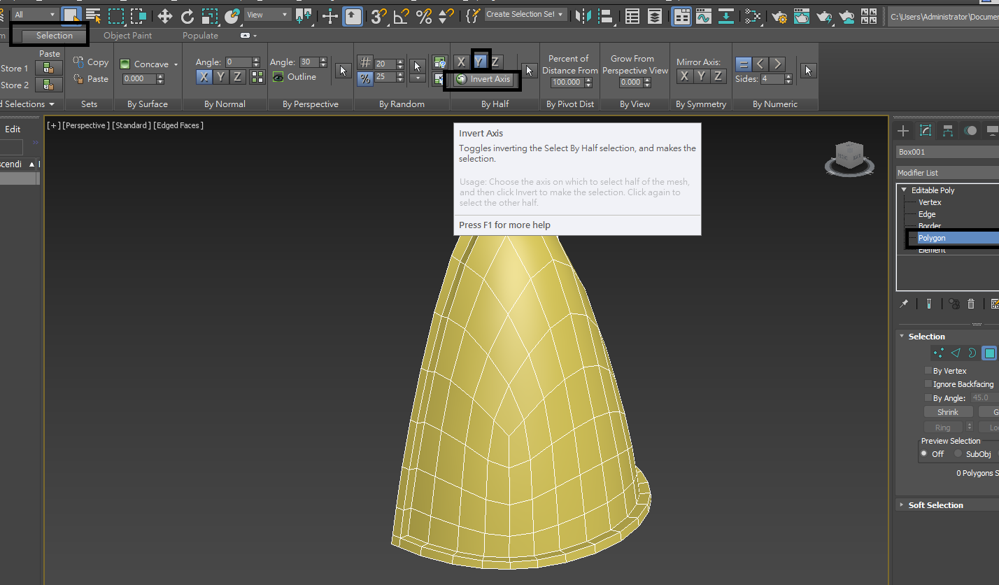 All
View
Create Selection Set
C:\Users\Administrator\Docume
m
Selection
Object Paint
Populate
Paste
Store 1
1
Store 2
2
d Selections
Copy
Paste
Sets
Concave
0.000
By Surface
Angle: 0
X Y Z
By Normal
Angle: 30
Outline
By Perspective
# 20
% 25
By Random
X Y Z
Invert Axis
By Half
Percent of
Distance From
100.000
By Pivot Dist
Grow From
Perspective View
0.000
By View
Mirror Axis:
X Y Z
By Symmetry
= < >
Sides: 4
By Numeric
Edit
scendi
[+] [Perspective] [Standard] [Edged Faces]
Invert Axis
Toggles inverting the Select By Half selection, and makes the
selection.
Usage: Choose the axis on which to select half of the mesh,
and then click Invert to make the selection. Click again to
select the other half.
Press F1 for more help
Box001
Modifier List
Editable Poly
Vertex
Edge
Border
Polygon
Element
Selection
By Vertex
Ignore Backfacing
By Angle: 45.0
Shrink
G
Ring
Loo
Preview Selection
Off
SubObj
0 Polygons S
Soft Selection